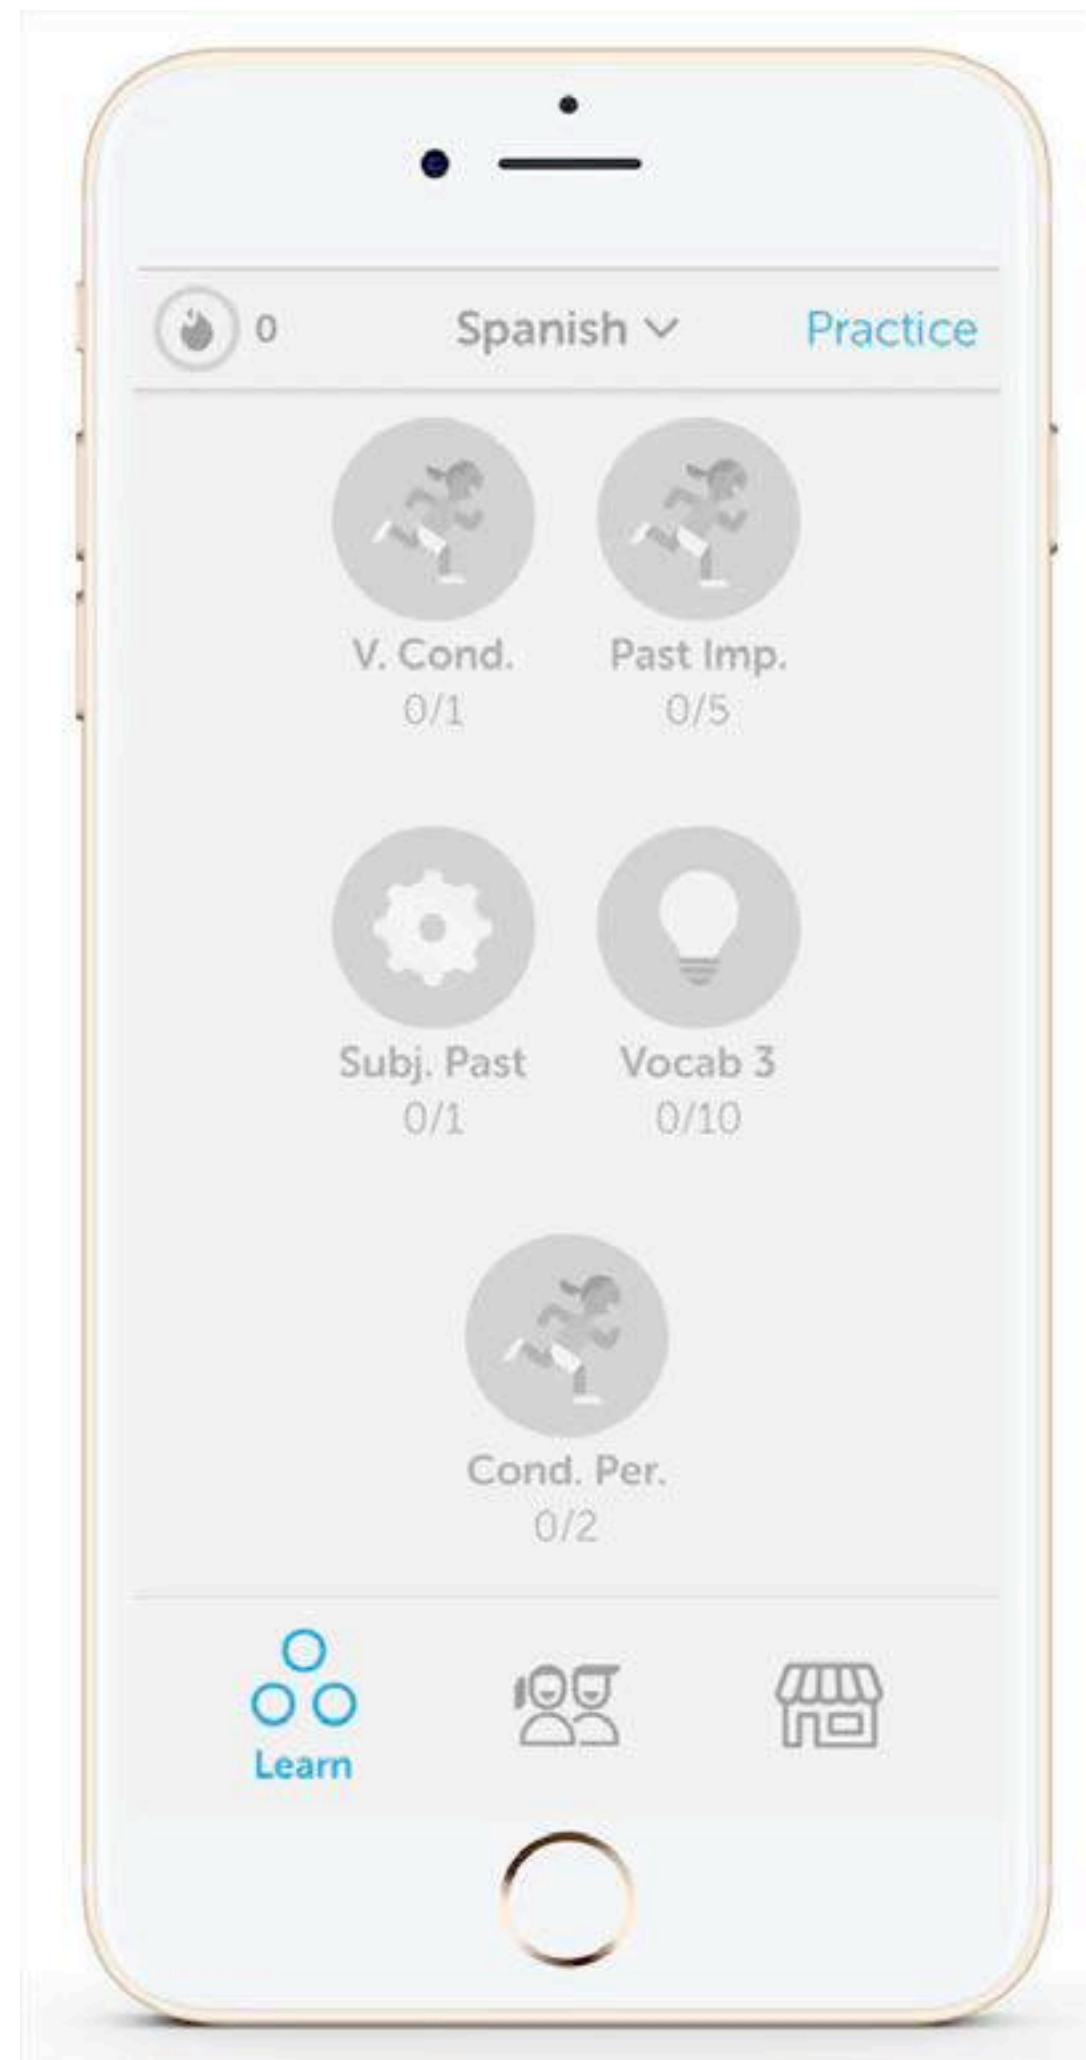 0 Spanish Practice
V. Cond. Past Imp.
0/1 0/5
Subj. Past Vocab 3
0/1 0/10
Cond. Per.
0/2
Learn